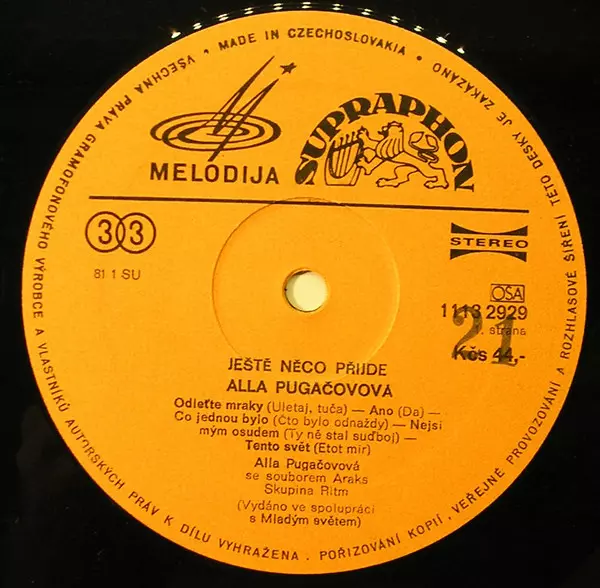 VŠECHNA PRÁVA GRAMOFONOVÉHO VÝROBCE A VLASTNÍKŮ AUTORSKÝCH PRÁV K DÍLU VYHRAŽENA. POŘIZOVÁNÍ KOPIÍ, VEŘEJNÉ PROVOZOVÁNÍ A ROZHLASOVÉ ŠÍŘENÍ TÉTO DESKY JE ZAKÁZÁNO • MADE IN CZECHOSLOVAKIA •
MELODIJA
SUPRAPHON
33
STEREO
81 1 SU
OSA
1113 2929
1. strana
21
Kčs 44,-
JEŠTĚ NĚCO PŘIJDE
ALLA PUGAČOVOVÁ
Odleťte mraky (Uletaj, tuča) — Ano (Da) —
Co jednou bylo (Čto bylo odnaždy) — Nejsi
mým osudem (Ty ně stal suďboj) —
Tento svět (Etot mir)
Alla Pugačovová
se souborem Araks
Skupina Ritm
(Vydáno ve spolupráci
s Mladým světem)